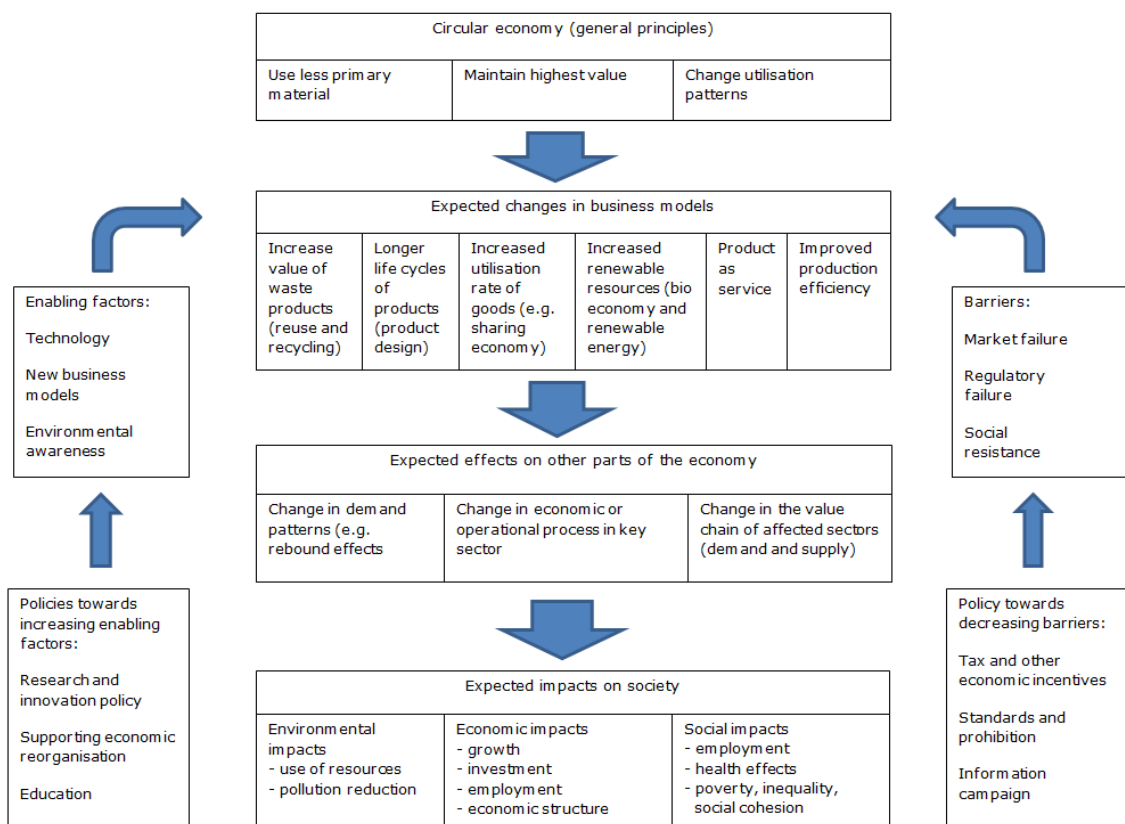 Circular economy (general principles)
Use less primary
material
Maintain highest value
Change utilisation
patterns
Expected changes in business models
Increase
value of
waste
products
(reuse and
recycling)
Longer
life cycles
of
products
(product
design)
Increased
utilisation
rate of
goods (e.g.
sharing
economy)
Increased
renewable
resources (bio
economy and
renewable
energy)
Product
as
service
Improved
production
efficiency
Enabling factors:
Technology
New business
models
Environmental
awareness
Barriers:
Market failure
Regulatory
failure
Social
resistance
Expected effects on other parts of the economy
Change in demand
patterns (e.g.
rebound effects
Change in economic or
operational process in key
sector
Change in the value
chain of affected sectors
(demand and supply)
Policies towards
increasing enabling
factors:
Research and
innovation policy
Supporting economic
reorganisation
Education
Policy towards
decreasing barriers:
Tax and other
economic incentives
Standards and
prohibition
Information
campaign
Expected impacts on society
Environmental
impacts
- use of resources
- pollution reduction
Economic impacts
- growth
- investment
- employment
- economic structure
Social impacts
- employment
- health effects
- poverty, inequality,
social cohesion